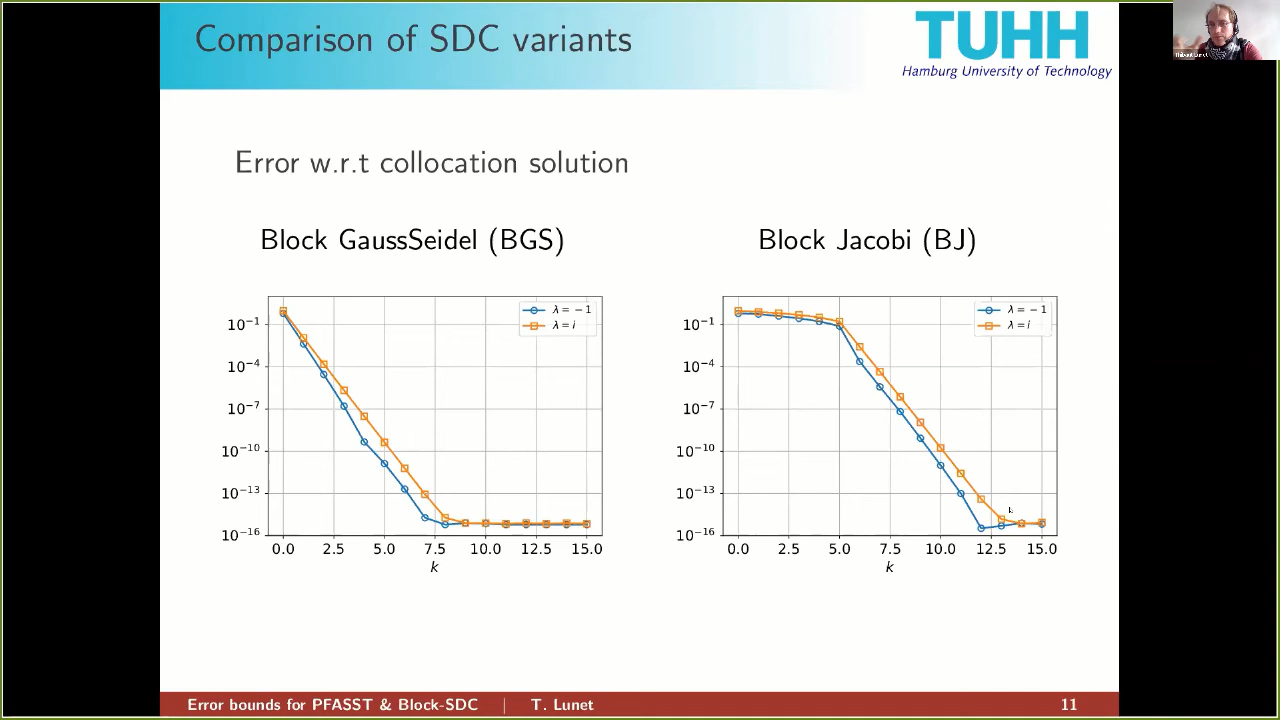 Comparison of SDC variants
TUHH
Hamburg University of Technology
Thibaut Lunet
Error w.r.t collocation solution
Block GaussSeidel (BGS)
Block Jacobi (BJ)
λ = −1
λ = i
10⁻¹
10⁻⁴
10⁻⁷
10⁻¹⁰
10⁻¹³
10⁻¹⁶
0.0 2.5 5.0 7.5 10.0 12.5 15.0
k
λ = −1
λ = i
10⁻¹
10⁻⁴
10⁻⁷
10⁻¹⁰
10⁻¹³
10⁻¹⁶
0.0 2.5 5.0 7.5 10.0 12.5 15.0
k
Error bounds for PFASST & Block-SDC | T. Lunet 11